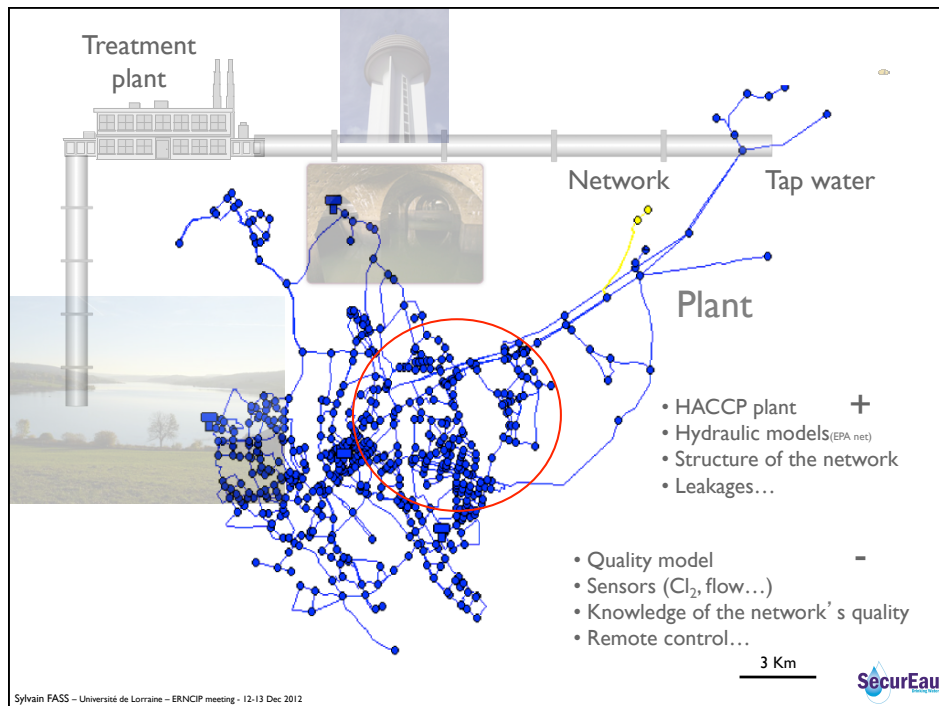 Treatment
plant
Network
Tap water
Plant
• HACCP plant +
• Hydraulic models(EPA net)
• Structure of the network
• Leakages…
• Quality model -
• Sensors (Cl₂, flow…)
• Knowledge of the network’s quality
• Remote control…
3 Km
Sylvain FASS – Université de Lorraine – ERNCIP meeting - 12-13 Dec 2012
SecurEau
Drinking Water